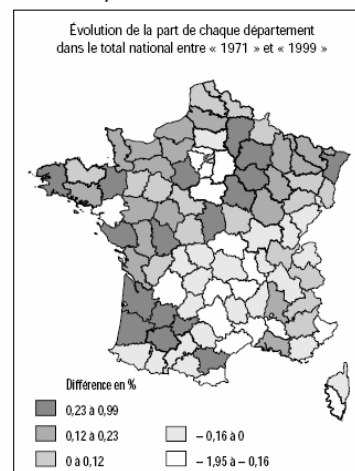 Évolution de la part de chaque département
dans le total national entre « 1971 » et « 1999 »
Différence en %
0,23 à 0,99
0,12 à 0,23
0 à 0,12
– 0,16 à 0
– 1,95 à – 0,16